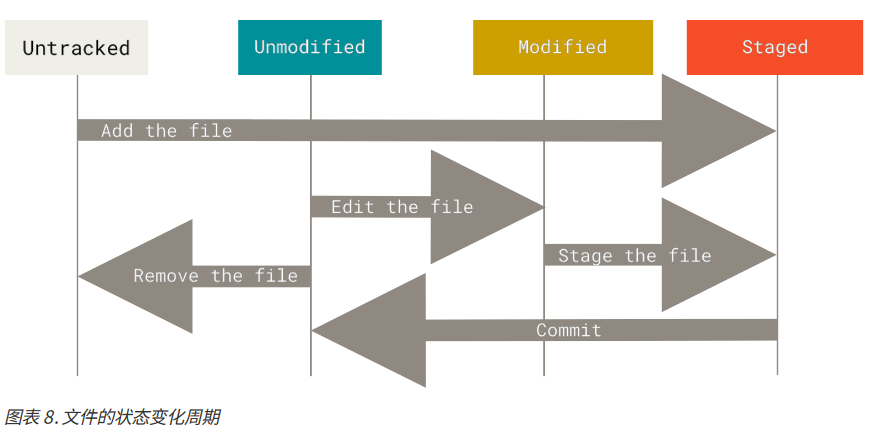 Untracked
Unmodified
Modified
Staged
Add the file
Edit the file
Stage the file
Remove the file
Commit
图表 8. 文件的状态变化周期